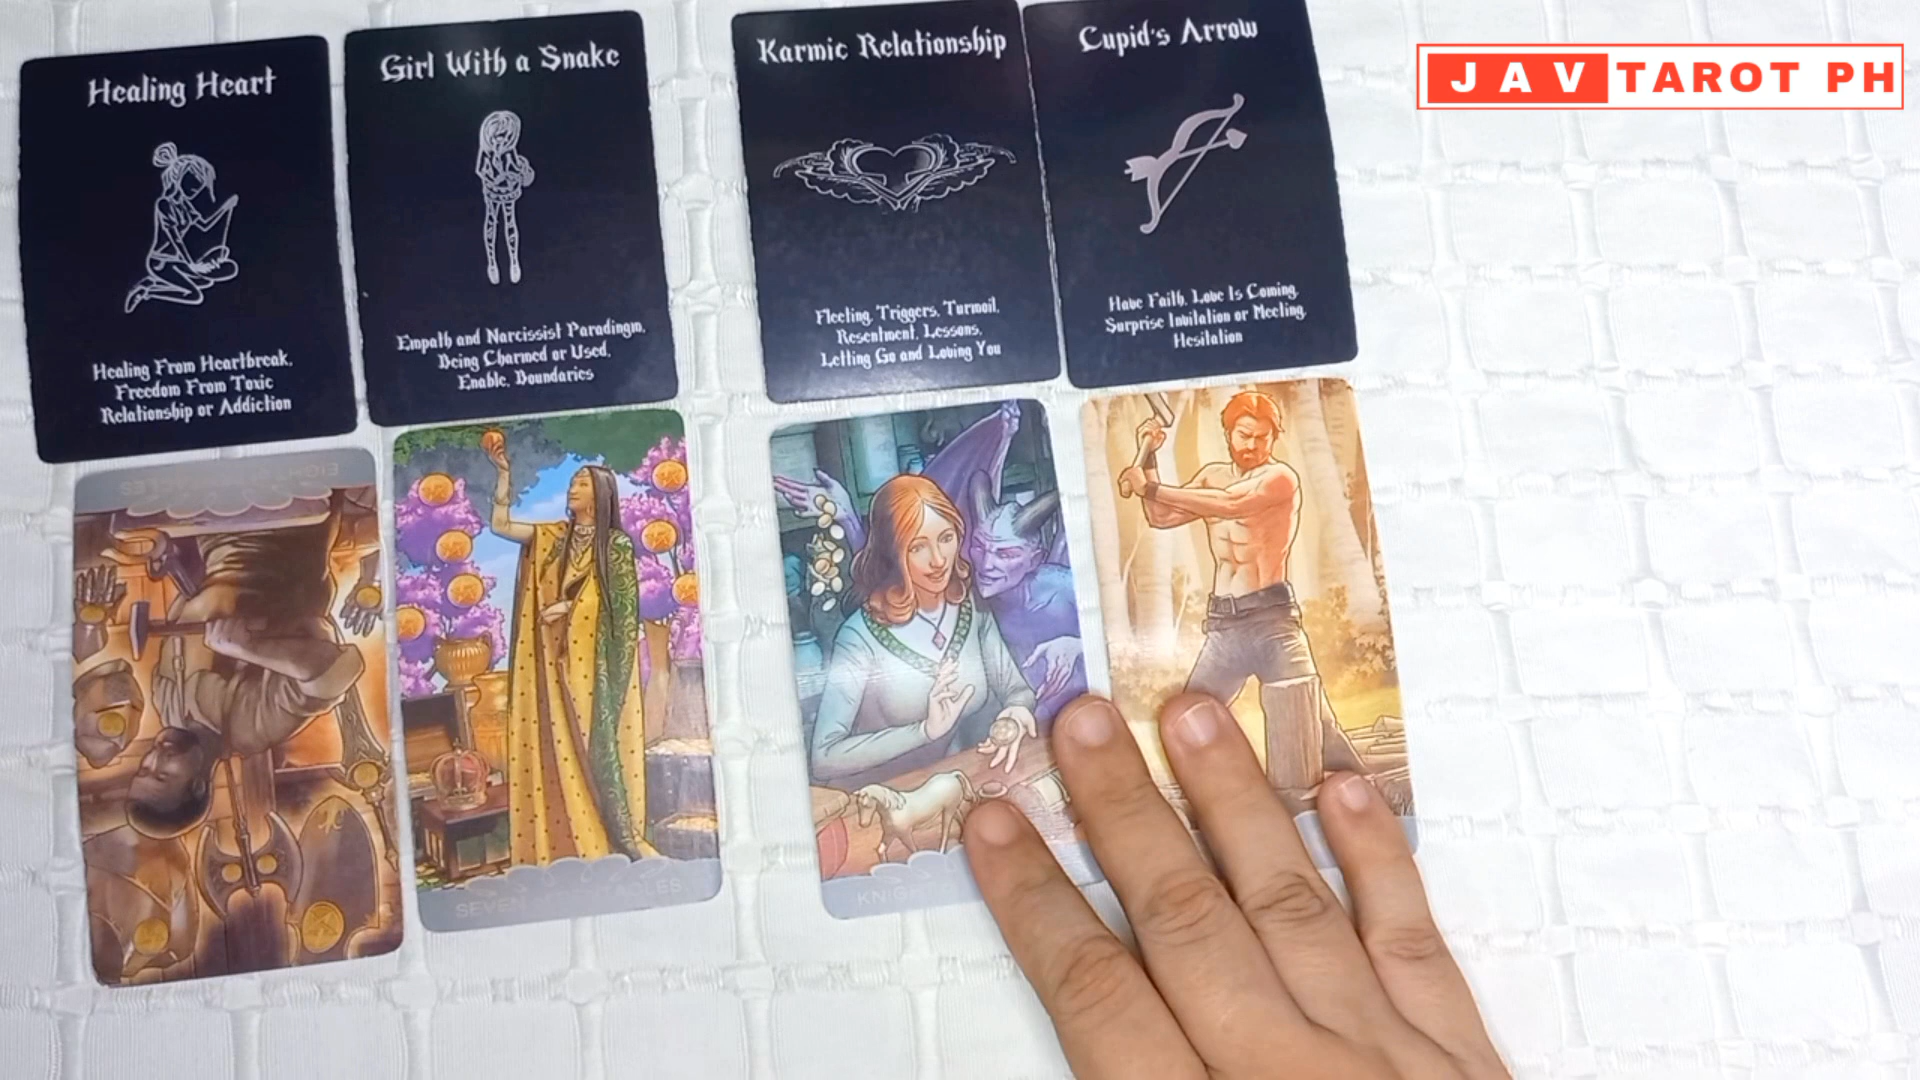 Healing Heart
Healing From Heartbreak,
Freedom From Toxic
Relationship or Addiction
Girl With a Snake
Empath and Narcissist Paradingm,
Being Charmed or Used,
Enable, Boundaries
Karmic Relationship
Fleeting, Triggers, Turmoil,
Resentment, Lessons,
Letting Go and Loving You
Cupid's Arrow
Have Faith, Love Is Coming,
Surprise Invitation or Meeting,
Hesitation
JAV TAROT PH
SEVEN